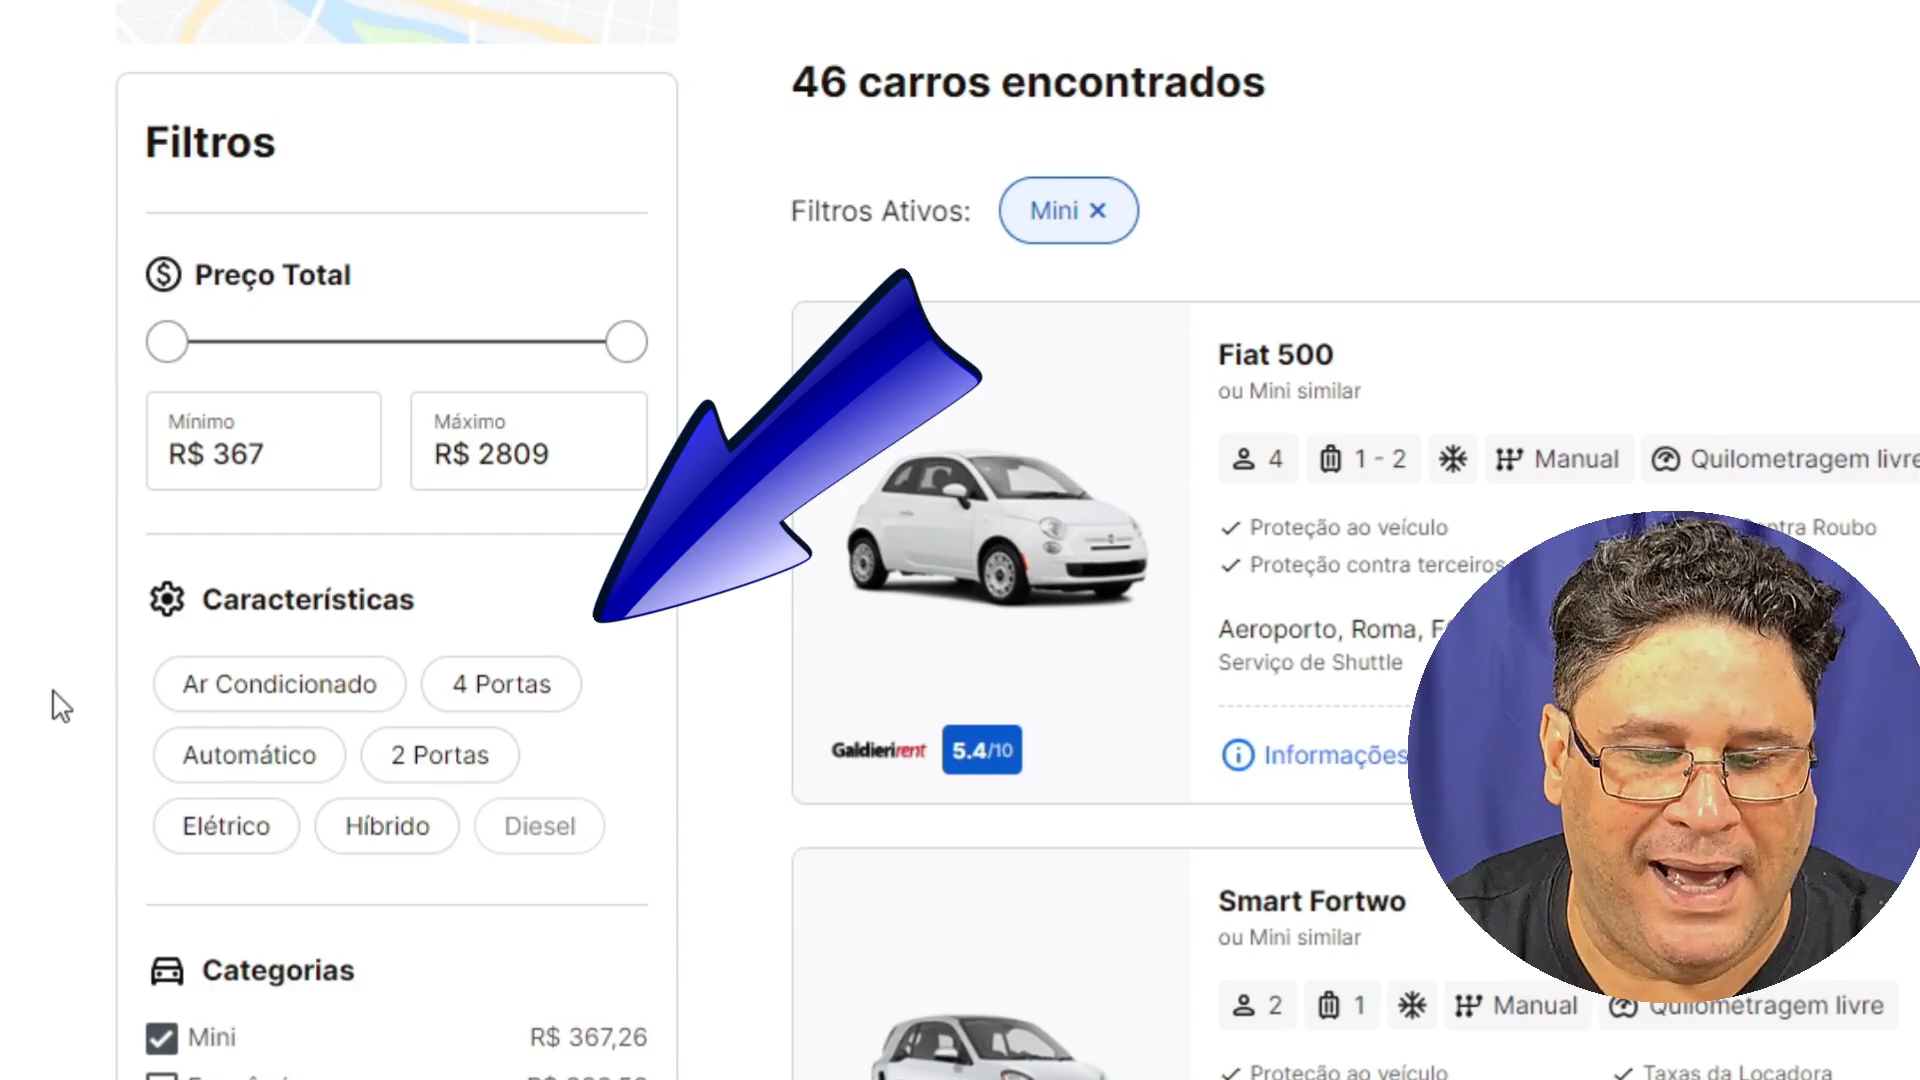 Filtros
Preço Total
Mínimo
R$ 367
Máximo
R$ 2809
Características
Ar Condicionado
4 Portas
Automático
2 Portas
Elétrico
Híbrido
Diesel
Categorias
Mini
R$ 367,26
46 carros encontrados
Filtros Ativos:
Mini ×
Fiat 500
ou Mini similar
4
1 - 2
Manual
Quilometragem livre
Proteção ao veículo
Roubo
Proteção contra terceiros
Aeroporto, Roma,
Serviço de Shuttle
Galdierirent
5.4/10
Informações
Smart Fortwo
ou Mini similar
2
1
Manual
Quilometragem livre
Proteção ao veículo
Taxas da Locadora